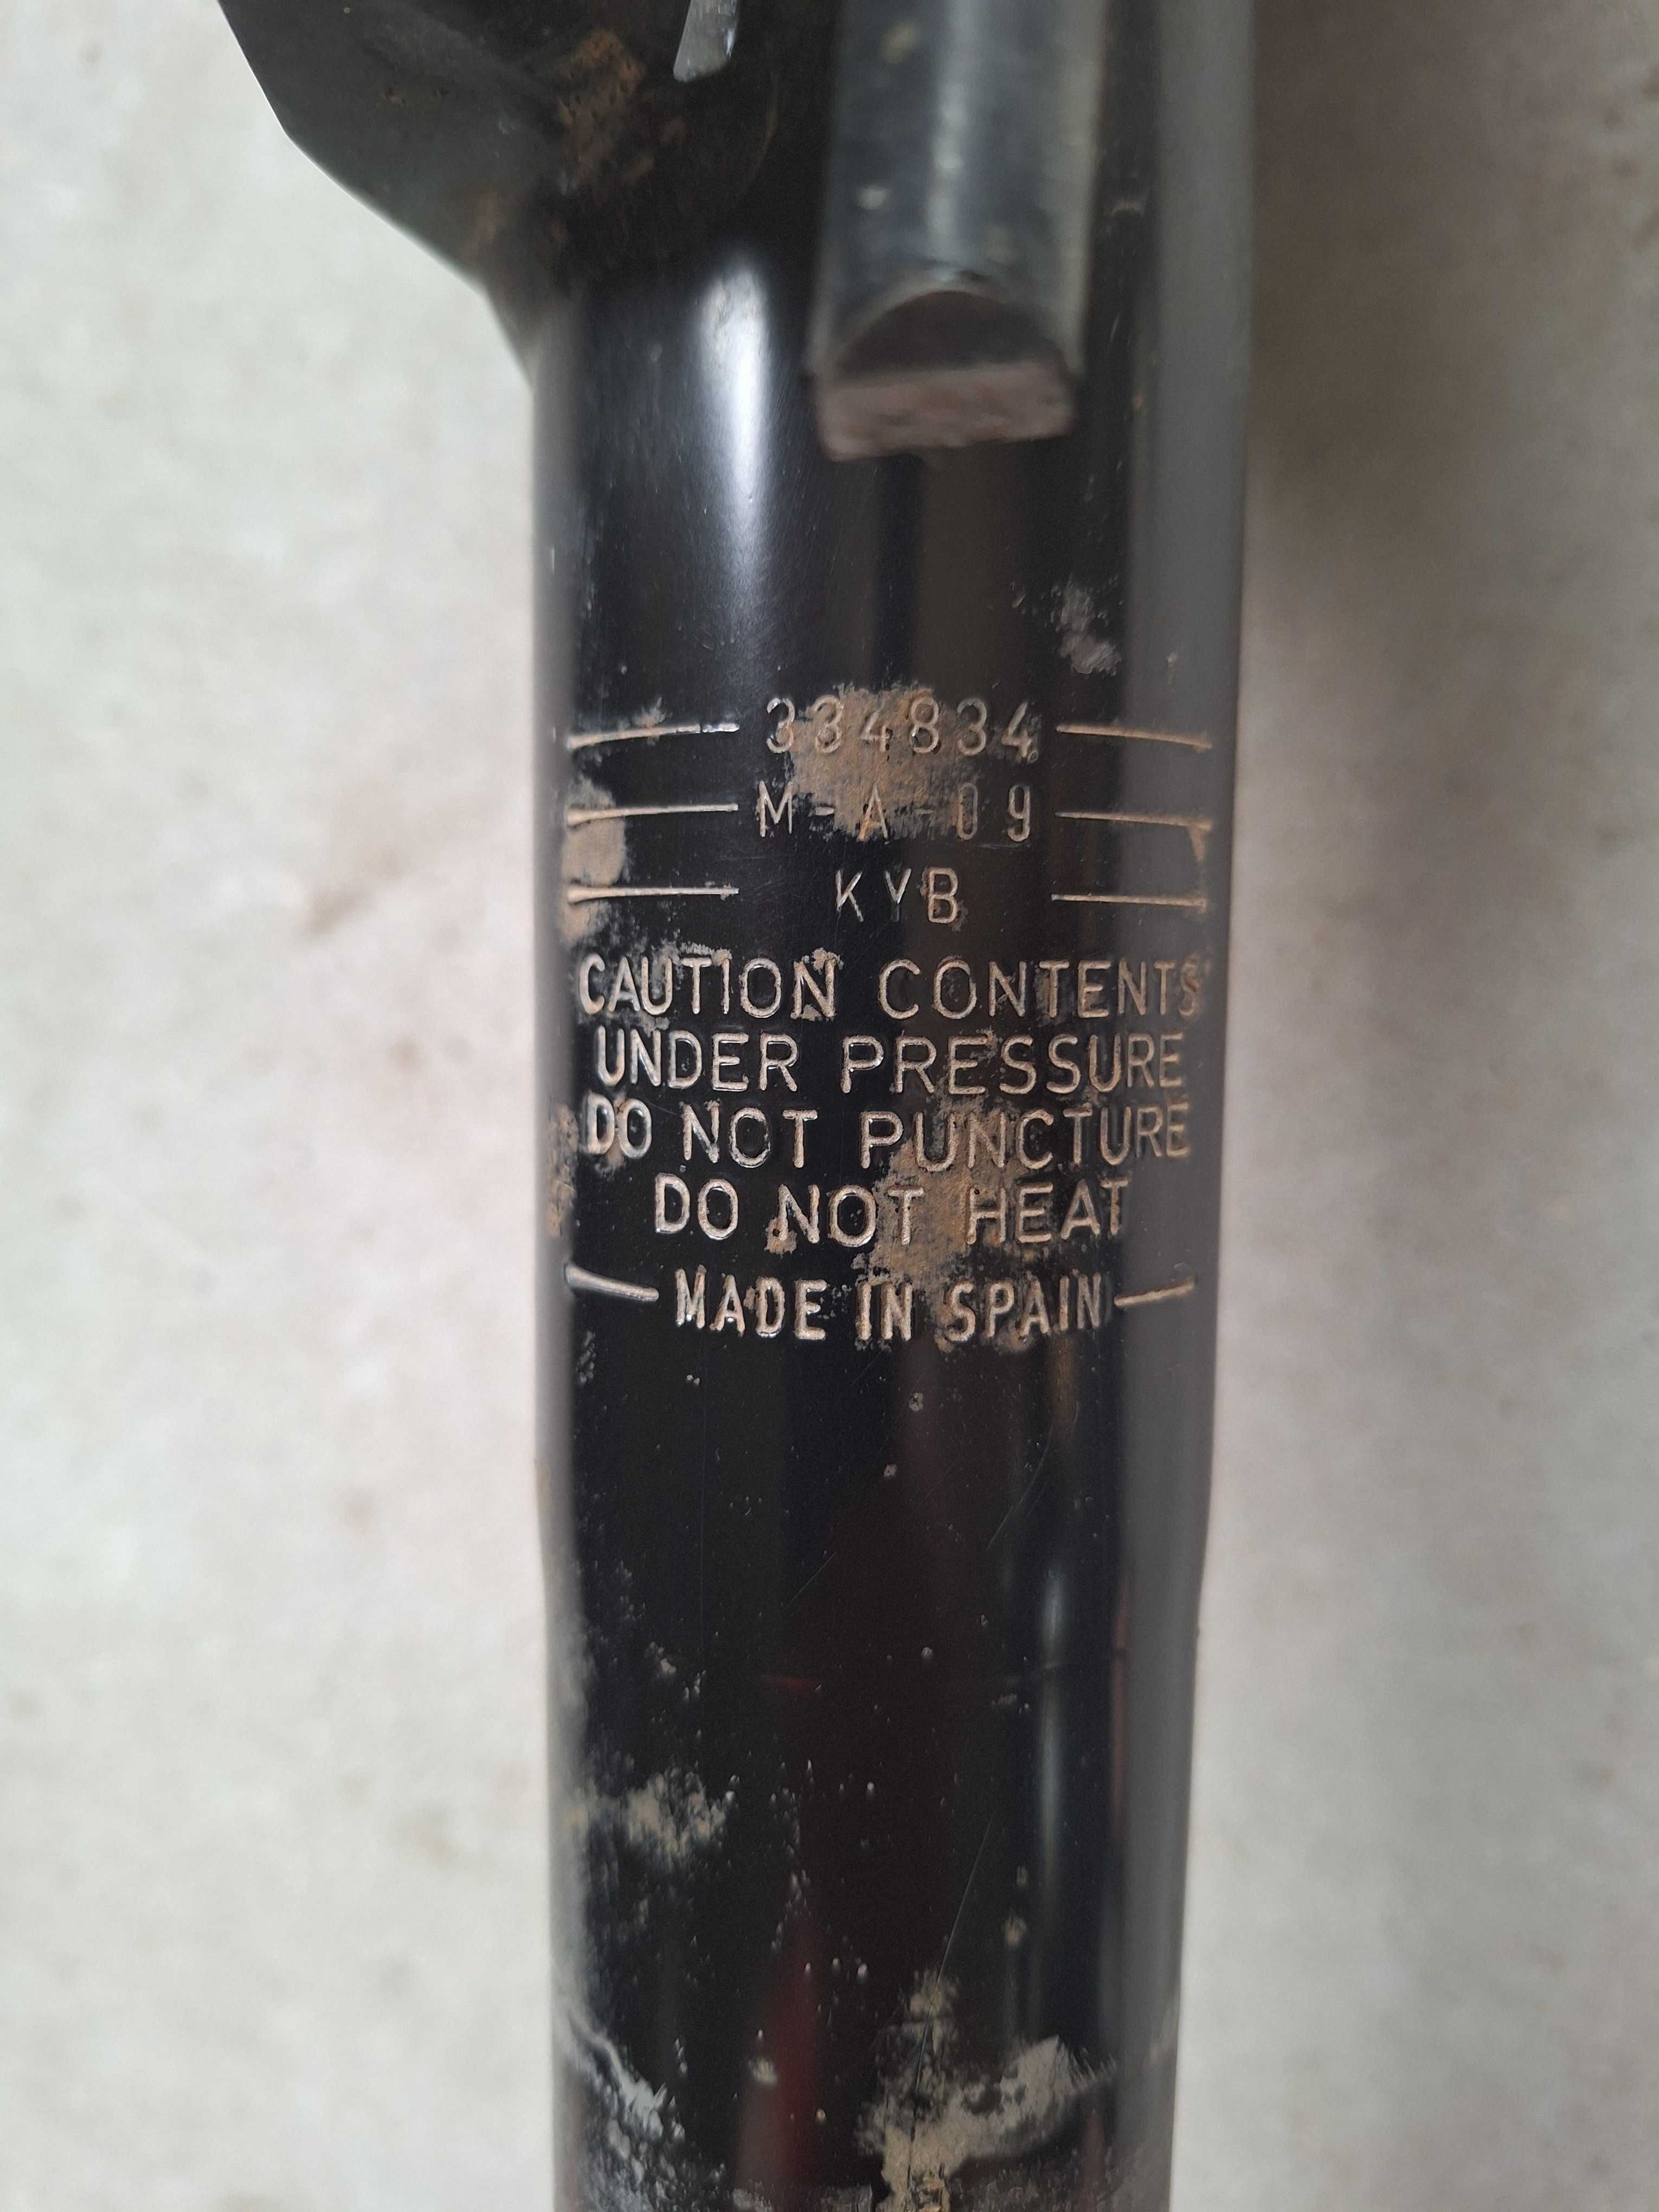 334834
M-A-09
KYB
CAUTION CONTENTS
UNDER PRESSURE
DO NOT PUNCTURE
DO NOT HEAT
MADE IN SPAIN